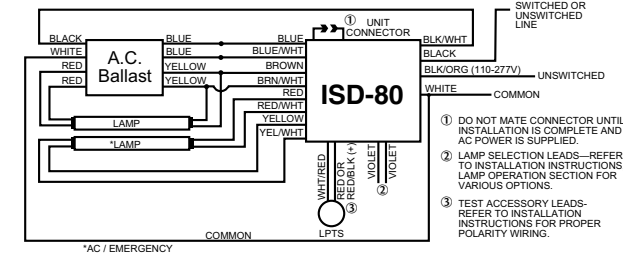 SWITCHED OR
UNSWITCHED
LINE
① UNIT
CONNECTOR
BLACK
WHITE
RED
RED
A.C.
Ballast
BLUE
BLUE
YELLOW
YELLOW
BLUE
BLUE/WHT
BROWN
BRN/WHT
RED
RED/WHT
YELLOW
YEL/WHT
ISD-80
BLK/WHT
BLACK
BLK/ORG (110-277V)
UNSWITCHED
WHITE
COMMON
LAMP
*LAMP
WHT/RED
RED OR
RED/BLK (+)
VIOLET
VIOLET
②
③
LPTS
COMMON
*AC / EMERGENCY
① DO NOT MATE CONNECTOR UNTIL
INSTALLATION IS COMPLETE AND
AC POWER IS SUPPLIED.
② LAMP SELECTION LEADS—REFER
TO INSTALLATION INSTRUCTIONS
LAMP OPERATION SECTION FOR
VARIOUS OPTIONS.
③ TEST ACCESSORY LEADS-
REFER TO INSTALLATION
INSTRUCTIONS FOR PROPER
POLARITY WIRING.